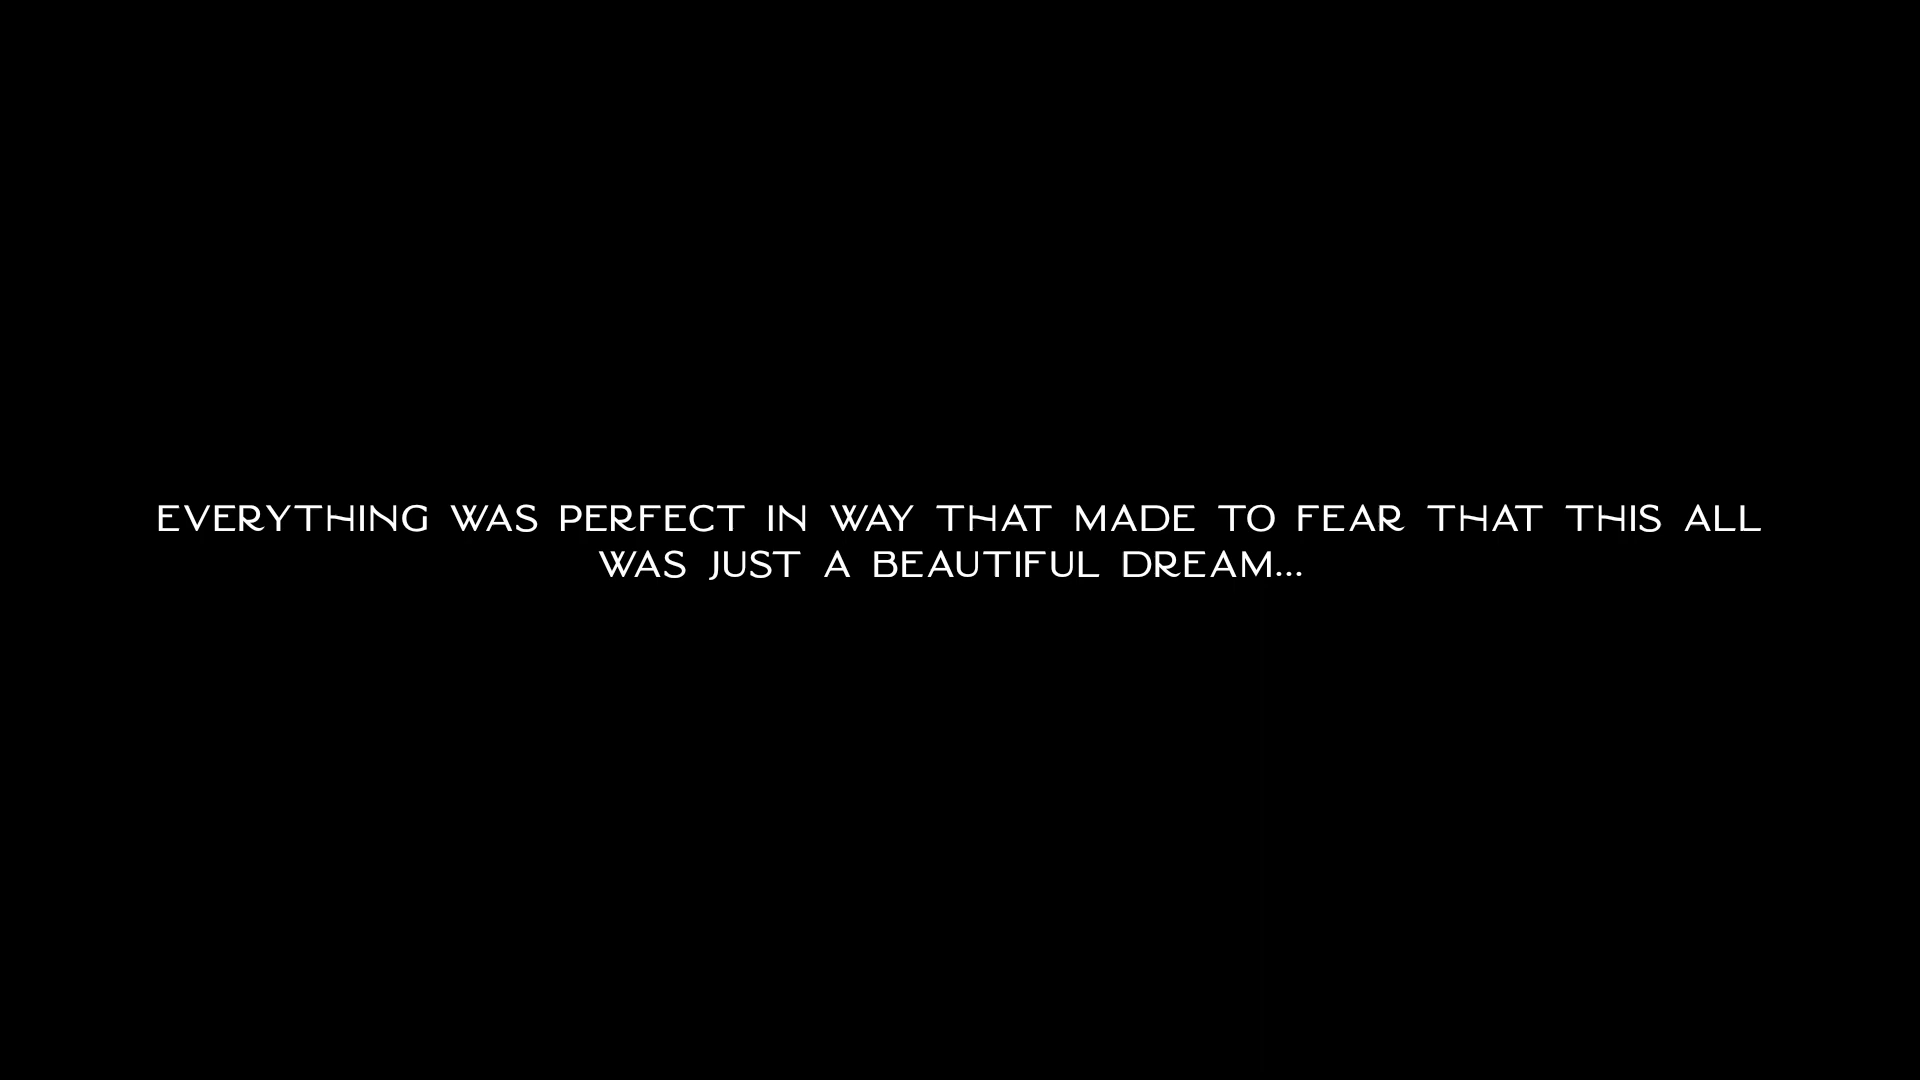 EVERYTHING WAS PERFECT IN WAY THAT MADE TO FEAR THAT THIS ALL
WAS JUST A BEAUTIFUL DREAM...